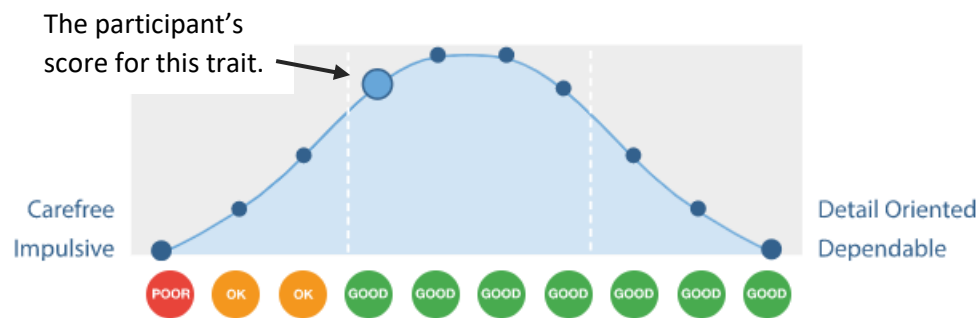 The participant's
score for this trait.
Carefree
Detail Oriented
Impulsive
Dependable
POOR OK OK GOOD GOOD GOOD GOOD GOOD GOOD GOOD